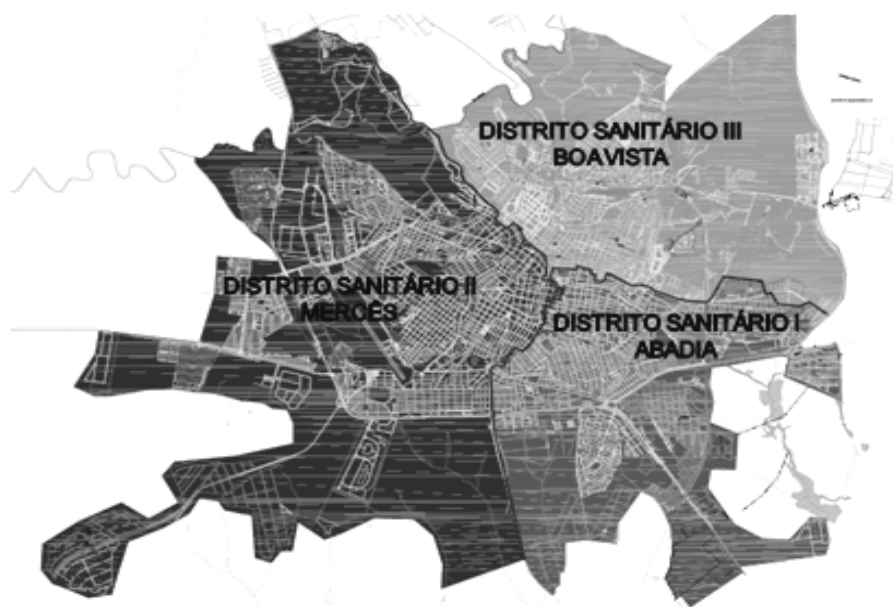 DISTRITO SANITÁRIO III
BOAVISTA
DISTRITO SANITÁRIO II
MERCÊS
DISTRITO SANITÁRIO I
ABADIA